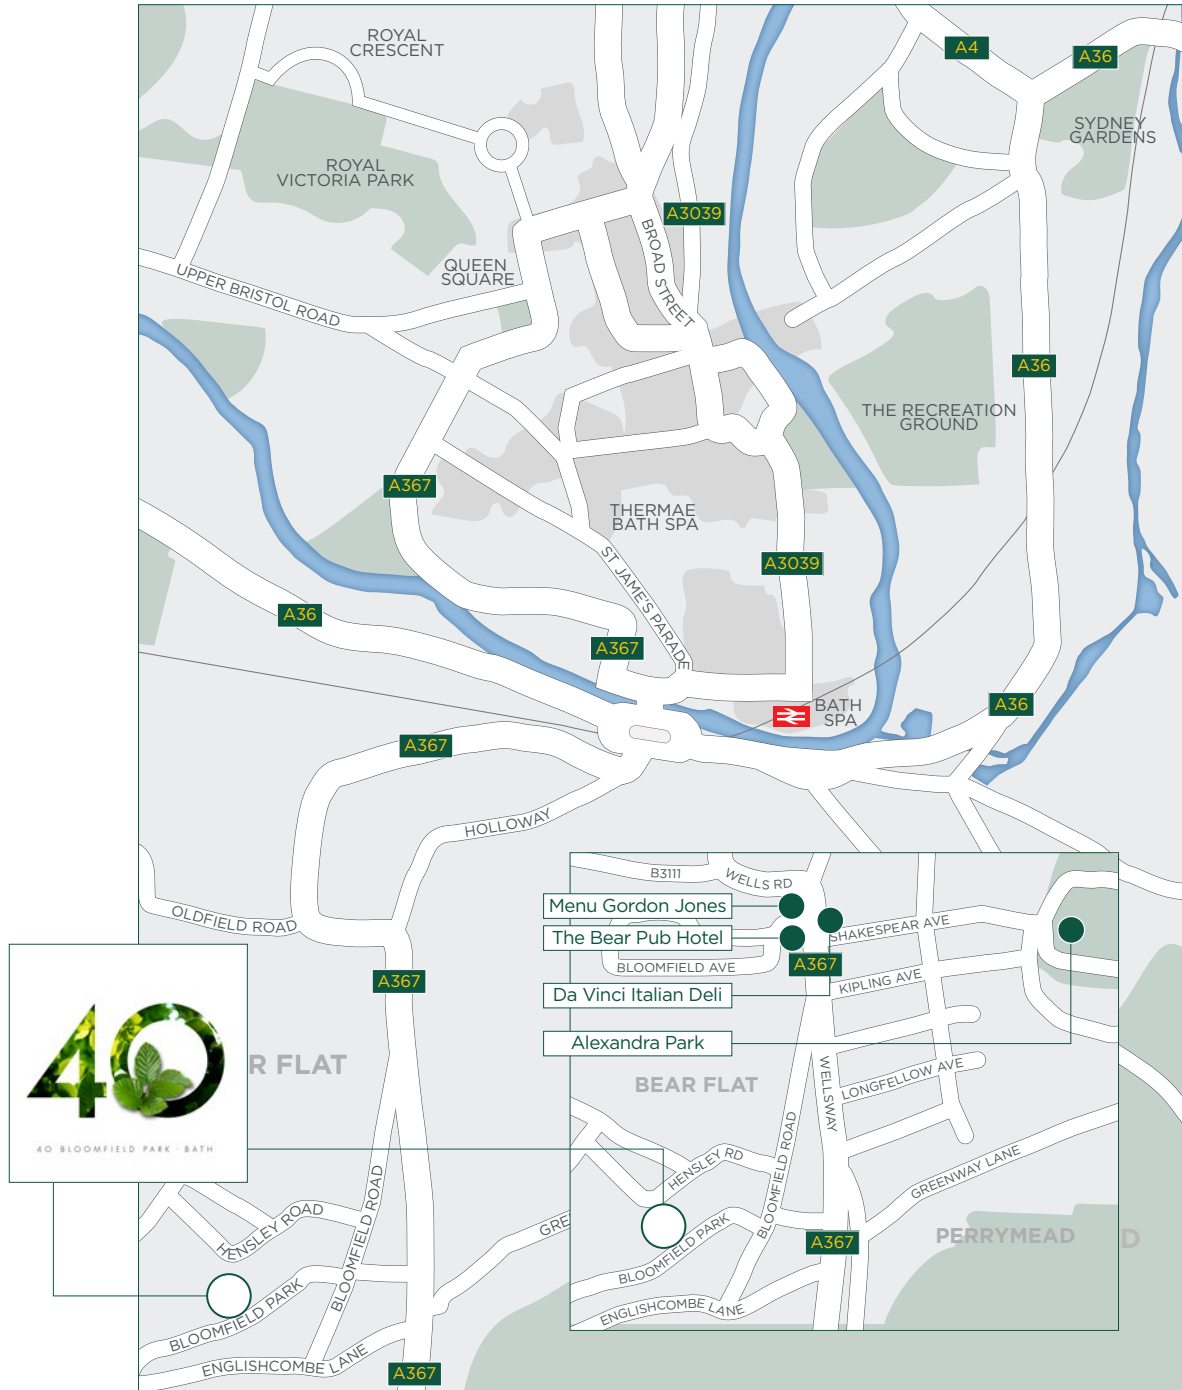 ROYAL
CRESCENT
A4
A36
SYDNEY
GARDENS
ROYAL
VICTORIA PARK
A3039
BROAD STREET
QUEEN
SQUARE
UPPER BRISTOL ROAD
A36
THE RECREATION
GROUND
A367
THERMAE
BATH SPA
ST JAME'S PARADE
A3039
A36
A367
A36
BATH
SPA
A367
HOLLOWAY
OLDFIELD ROAD
A367
R FLAT
40
40 BLOOMFIELD PARK · BATH
HENSLEY ROAD
BLOOMFIELD ROAD
BLOOMFIELD PARK
ENGLISHCOMBE LANE
A367
GRE
B3111
WELLS RD
Menu Gordon Jones
The Bear Pub Hotel
SHAKESPEAR AVE
BLOOMFIELD AVE
A367
KIPLING AVE
Da Vinci Italian Deli
Alexandra Park
BEAR FLAT
WELLSWAY
LONGFELLOW AVE
HENSLEY RD
BLOOMFIELD ROAD
GREENWAY LANE
BLOOMFIELD PARK
A367
PERRYMEAD
D
ENGLISHCOMBE LANE